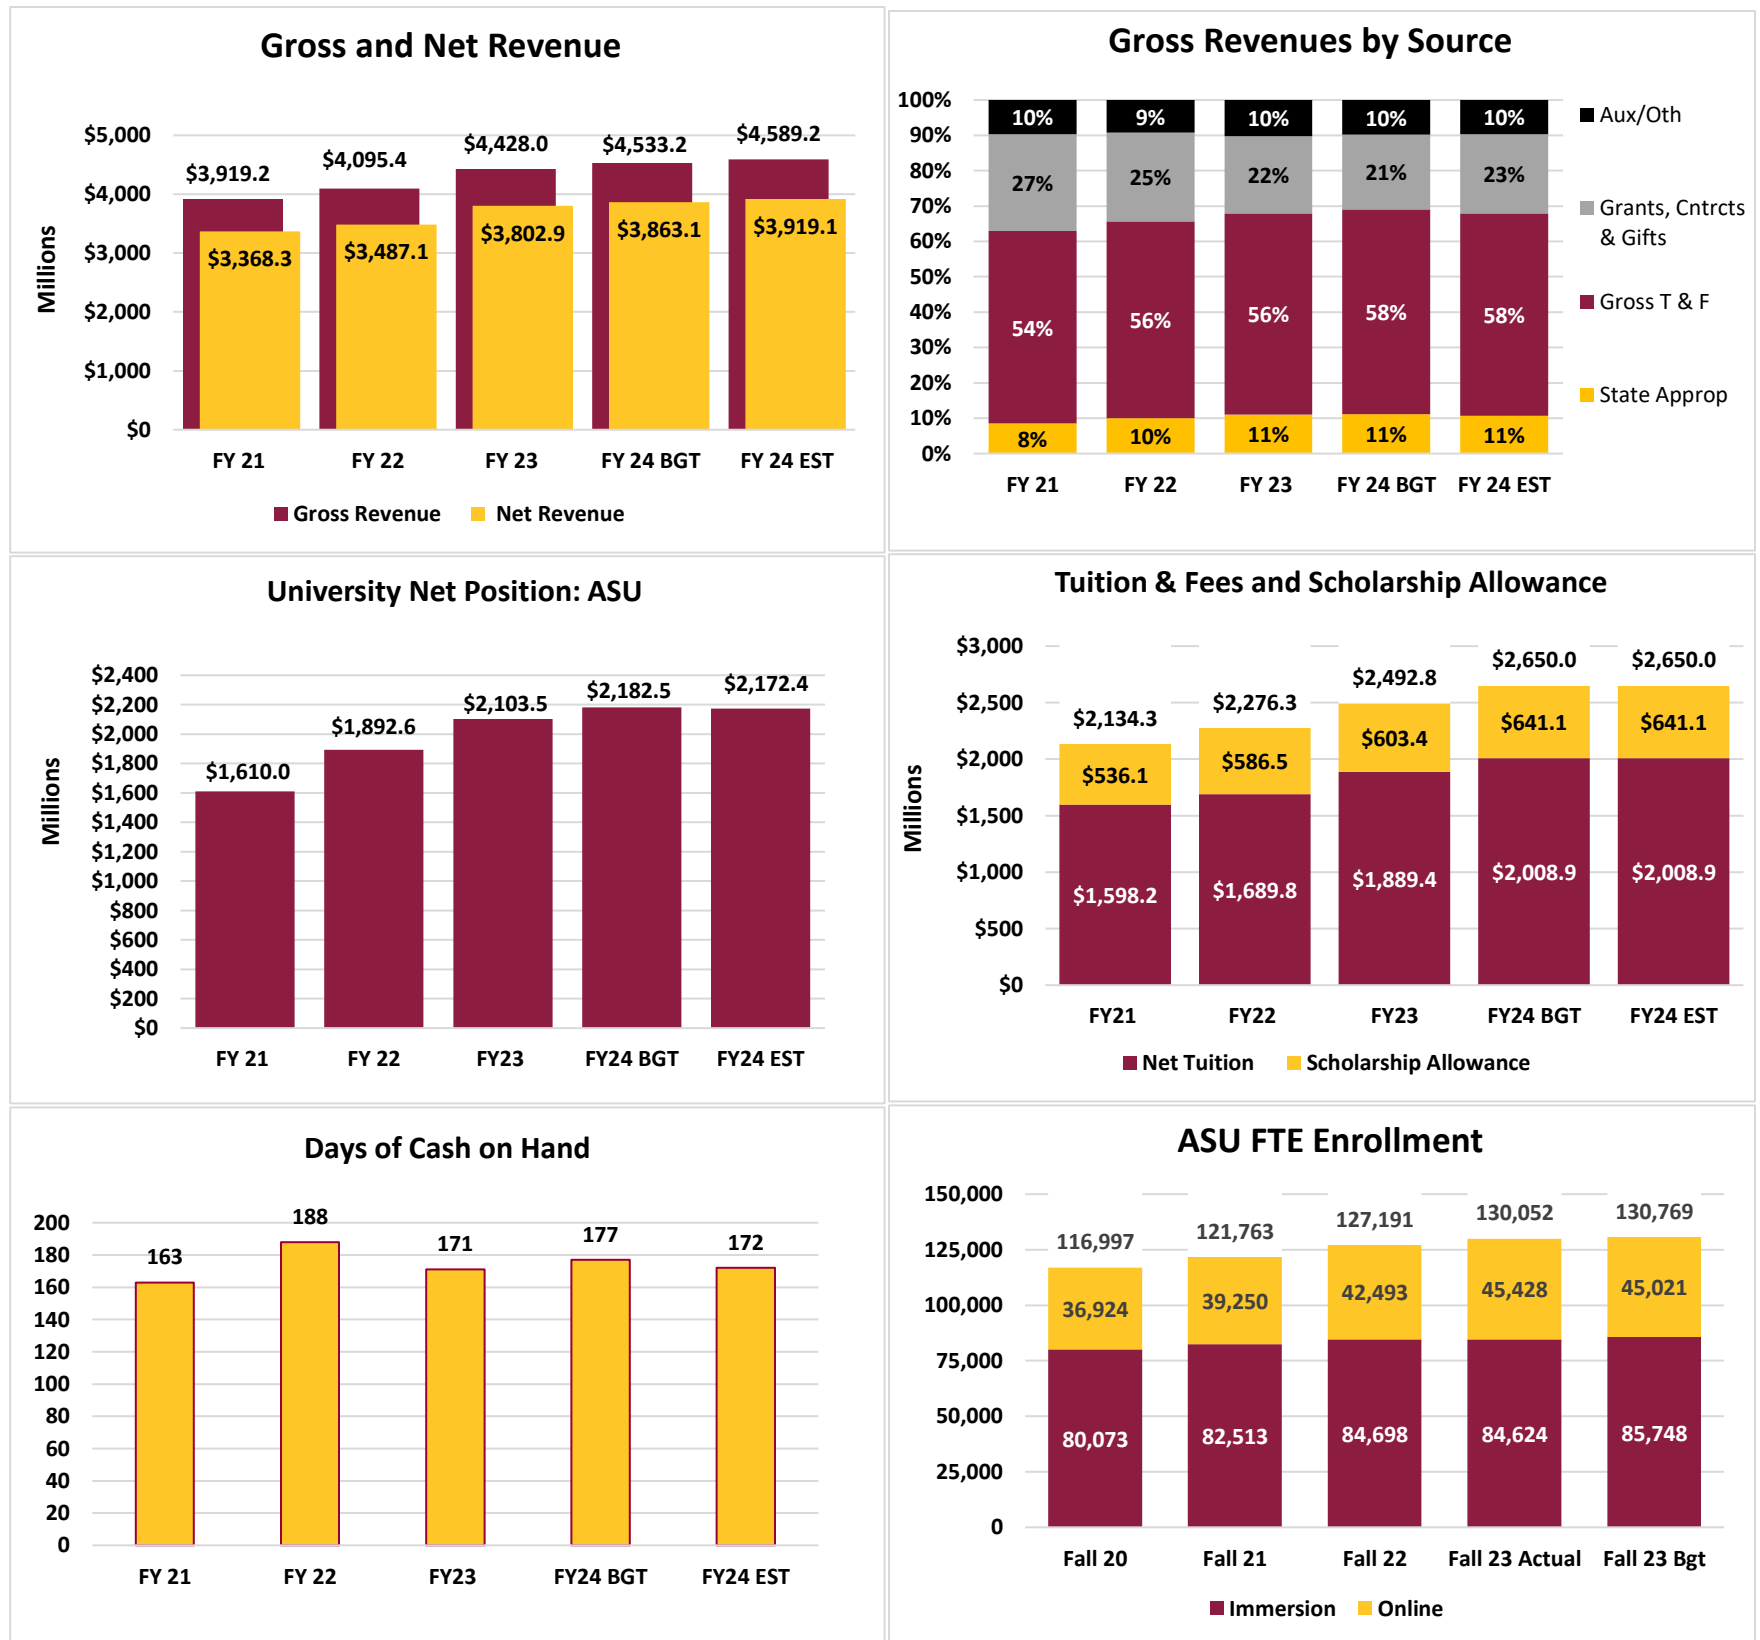 Gross and Net Revenue
Millions
$5,000
$4,000
$3,000
$2,000
$1,000
$0
$3,919.2
$4,095.4
$4,428.0
$4,533.2
$4,589.2
$3,368.3
$3,487.1
$3,802.9
$3,863.1
$3,919.1
FY 21
FY 22
FY 23
FY 24 BGT
FY 24 EST
Gross Revenue
Net Revenue
Gross Revenues by Source
100%
90%
80%
70%
60%
50%
40%
30%
20%
10%
0%
10%
9%
10%
10%
10%
27%
25%
22%
21%
23%
54%
56%
56%
58%
58%
8%
10%
11%
11%
11%
FY 21
FY 22
FY 23
FY 24 BGT
FY 24 EST
Aux/Oth
Grants, Cntrcts
& Gifts
Gross T & F
State Approp
University Net Position: ASU
Millions
$2,400
$2,200
$2,000
$1,800
$1,600
$1,400
$1,200
$1,000
$800
$600
$400
$200
$0
$1,610.0
$1,892.6
$2,103.5
$2,182.5
$2,172.4
FY 21
FY 22
FY23
FY24 BGT
FY24 EST
Tuition & Fees and Scholarship Allowance
Millions
$3,000
$2,500
$2,000
$1,500
$1,000
$500
$0
$2,134.3
$2,276.3
$2,492.8
$2,650.0
$2,650.0
$536.1
$586.5
$603.4
$641.1
$641.1
$1,598.2
$1,689.8
$1,889.4
$2,008.9
$2,008.9
FY21
FY22
FY23
FY24 BGT
FY24 EST
Net Tuition
Scholarship Allowance
Days of Cash on Hand
200
180
160
140
120
100
80
60
40
20
0
163
188
171
177
172
FY 21
FY 22
FY23
FY24 BGT
FY24 EST
ASU FTE Enrollment
150,000
125,000
100,000
75,000
50,000
25,000
0
116,997
121,763
127,191
130,052
130,769
36,924
39,250
42,493
45,428
45,021
80,073
82,513
84,698
84,624
85,748
Fall 20
Fall 21
Fall 22
Fall 23 Actual
Fall 23 Bgt
Immersion
Online